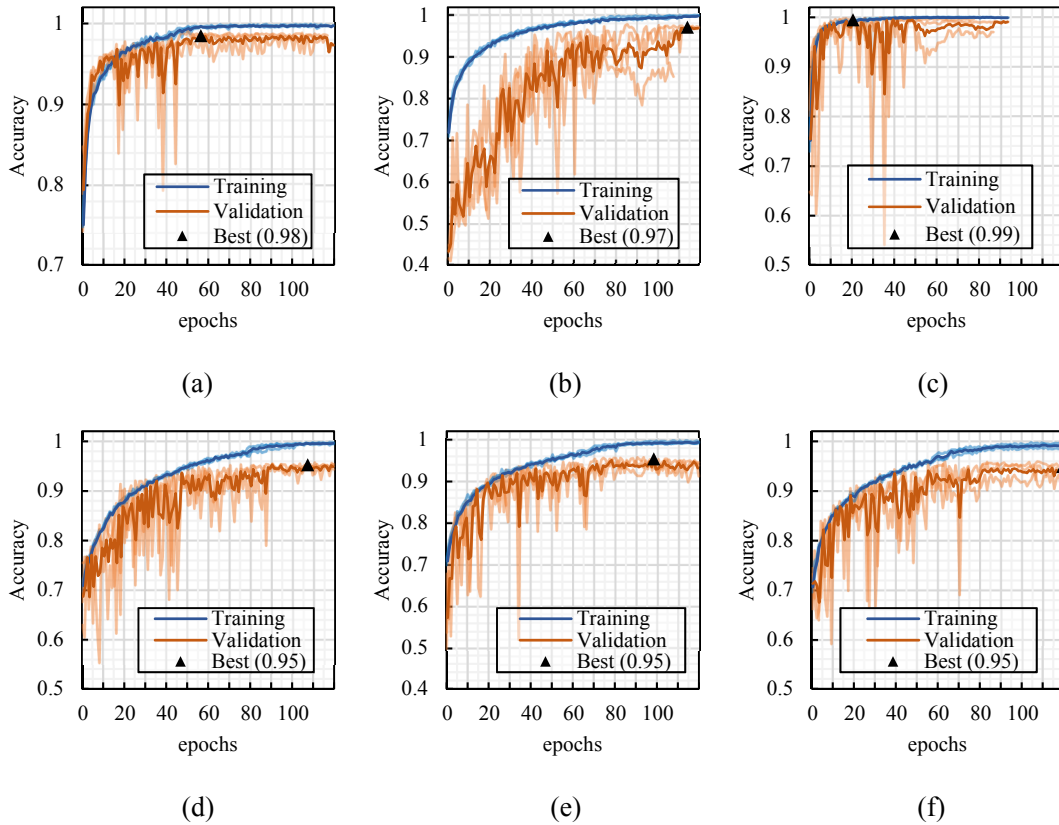 (a) (b) (c)
Accuracy
1
0.9
0.8
0.7
0 20 40 60 80 100
epochs
Training
Validation
Best (0.98)
(a)
Accuracy
1
0.9
0.8
0.7
0.6
0.5
0.4
0 20 40 60 80 100
epochs
Training
Validation
Best (0.97)
(b)
Accuracy
1
0.9
0.8
0.7
0.6
0.5
0 20 40 60 80 100
epochs
Training
Validation
Best (0.99)
(c)
Accuracy
1
0.9
0.8
0.7
0.6
0.5
0 20 40 60 80 100
epochs
Training
Validation
Best (0.95)
(d)
Accuracy
1
0.9
0.8
0.7
0.6
0.5
0.4
0 20 40 60 80 100
epochs
Training
Validation
Best (0.95)
(e)
Accuracy
1
0.9
0.8
0.7
0.6
0.5
0 20 40 60 80 100
epochs
Training
Validation
Best (0.95)
(f)